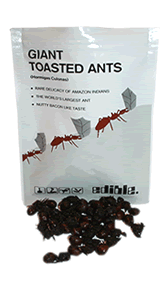 GIANT
TOASTED ANTS
(Hormigas Culonas)
RARE DELICACY OF AMAZON INDIANS
THE WORLD'S LARGEST ANT
NUTTY BACON LIKE TASTE
edible.